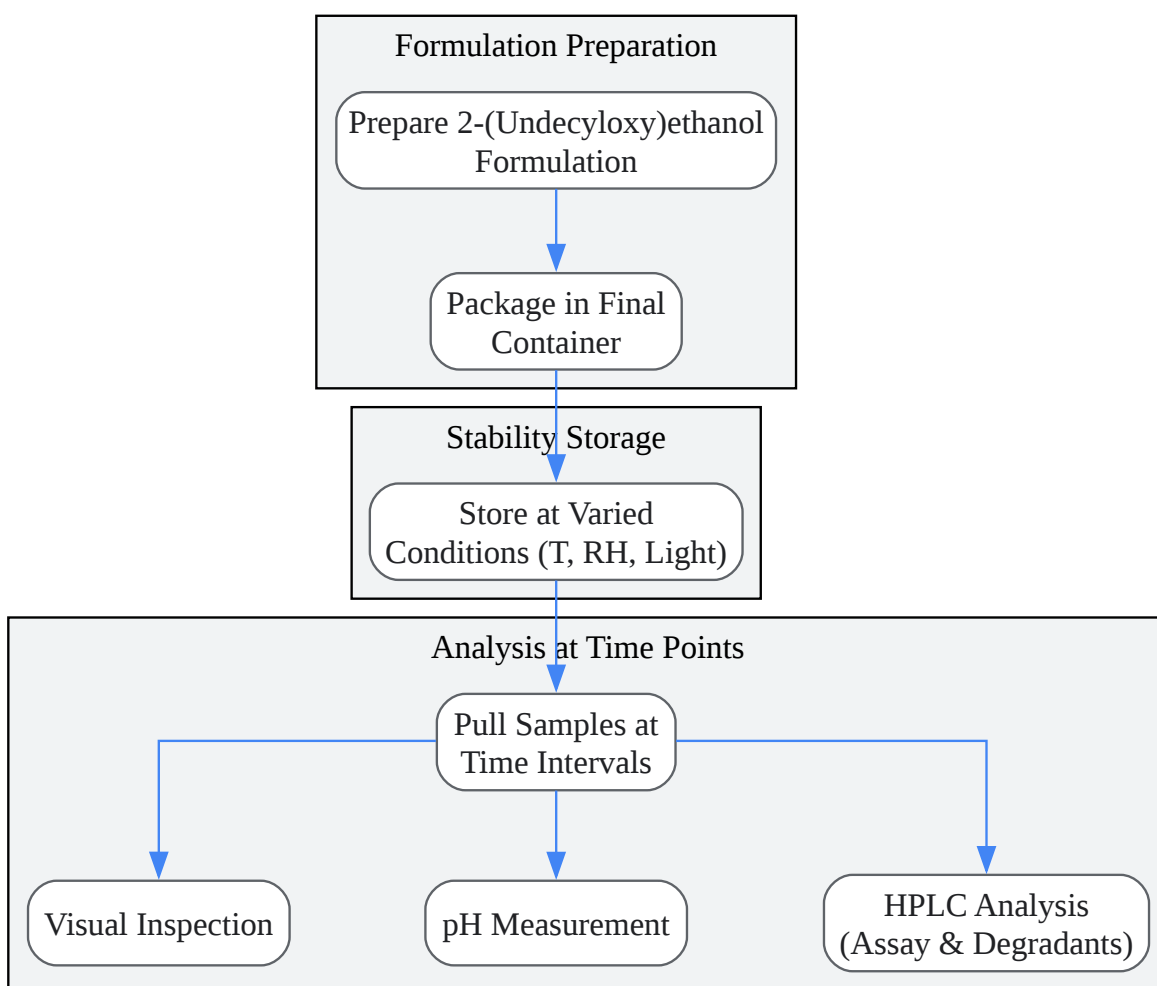 Formulation Preparation
Prepare 2-(Undecyloxy)ethanol
Formulation
Package in Final
Container
Stability Storage
Store at Varied
Conditions (T, RH, Light)
Analysis at Time Points
Pull Samples at
Time Intervals
Visual Inspection
pH Measurement
HPLC Analysis
(Assay & Degradants)